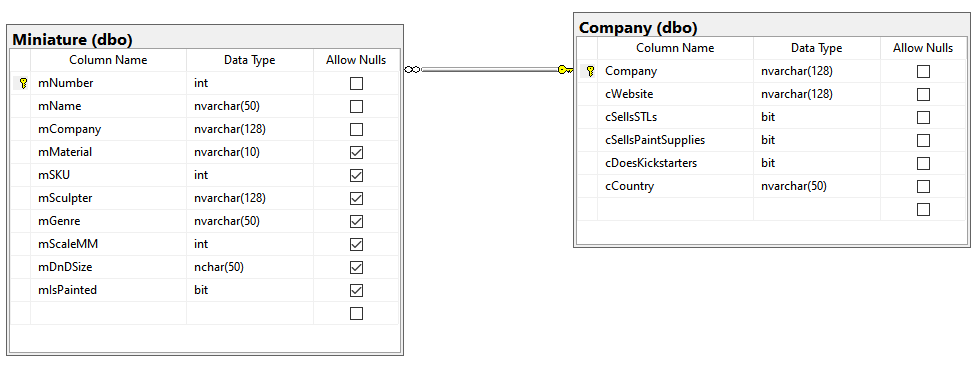 Miniature (dbo)
Column Name Data Type Allow Nulls
mNumber int
mName nvarchar(50)
mCompany nvarchar(128)
mMaterial nvarchar(10)
mSKU int
mSculpter nvarchar(128)
mGenre nvarchar(50)
mScaleMM int
mDnDSize nchar(50)
mIsPainted bit
Company (dbo)
Column Name Data Type Allow Nulls
Company nvarchar(128)
cWebsite nvarchar(128)
cSellsSTLs bit
cSellsPaintSupplies bit
cDoesKickstarters bit
cCountry nvarchar(50)